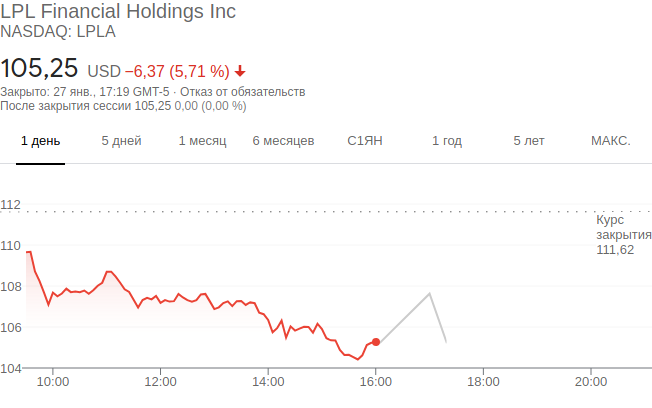 LPL Financial Holdings Inc
NASDAQ: LPLA
105,25 USD −6,37 (5,71 %)
Закрыто: 27 янв., 17:19 GMT-5 · Отказ от обязательств
После закрытия сессии 105,25 0,00 (0,00 %)
1 день 5 дней 1 месяц 6 месяцев С1ЯН 1 год 5 лет МАКС.
112
Курс
закрытия
111,62
110
108
106
104
10:00 12:00 14:00 16:00 18:00 20:00